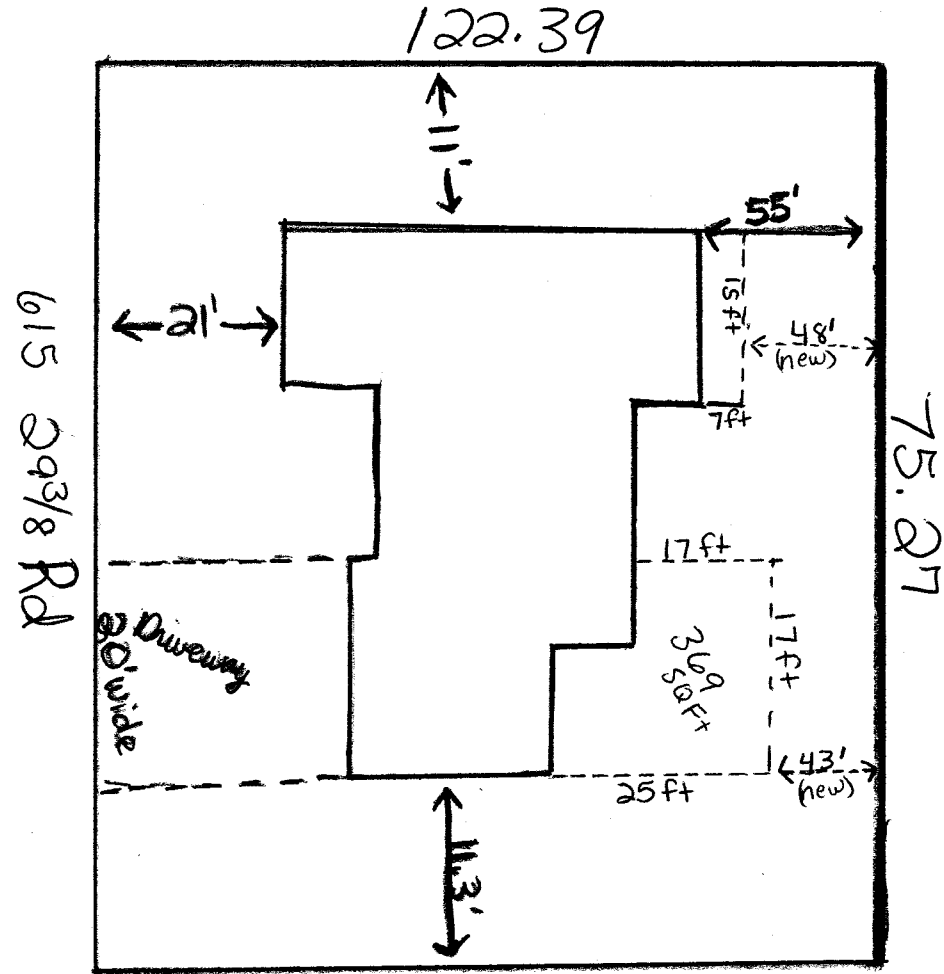 122.39
11'
55'
15 ft
21'
48'
(new)
7ft
615 29 3/8 Rd
75.27
17 ft
Driveway
20' wide
369
SQ Ft
17 ft
43'
(new)
25 ft
11.3'